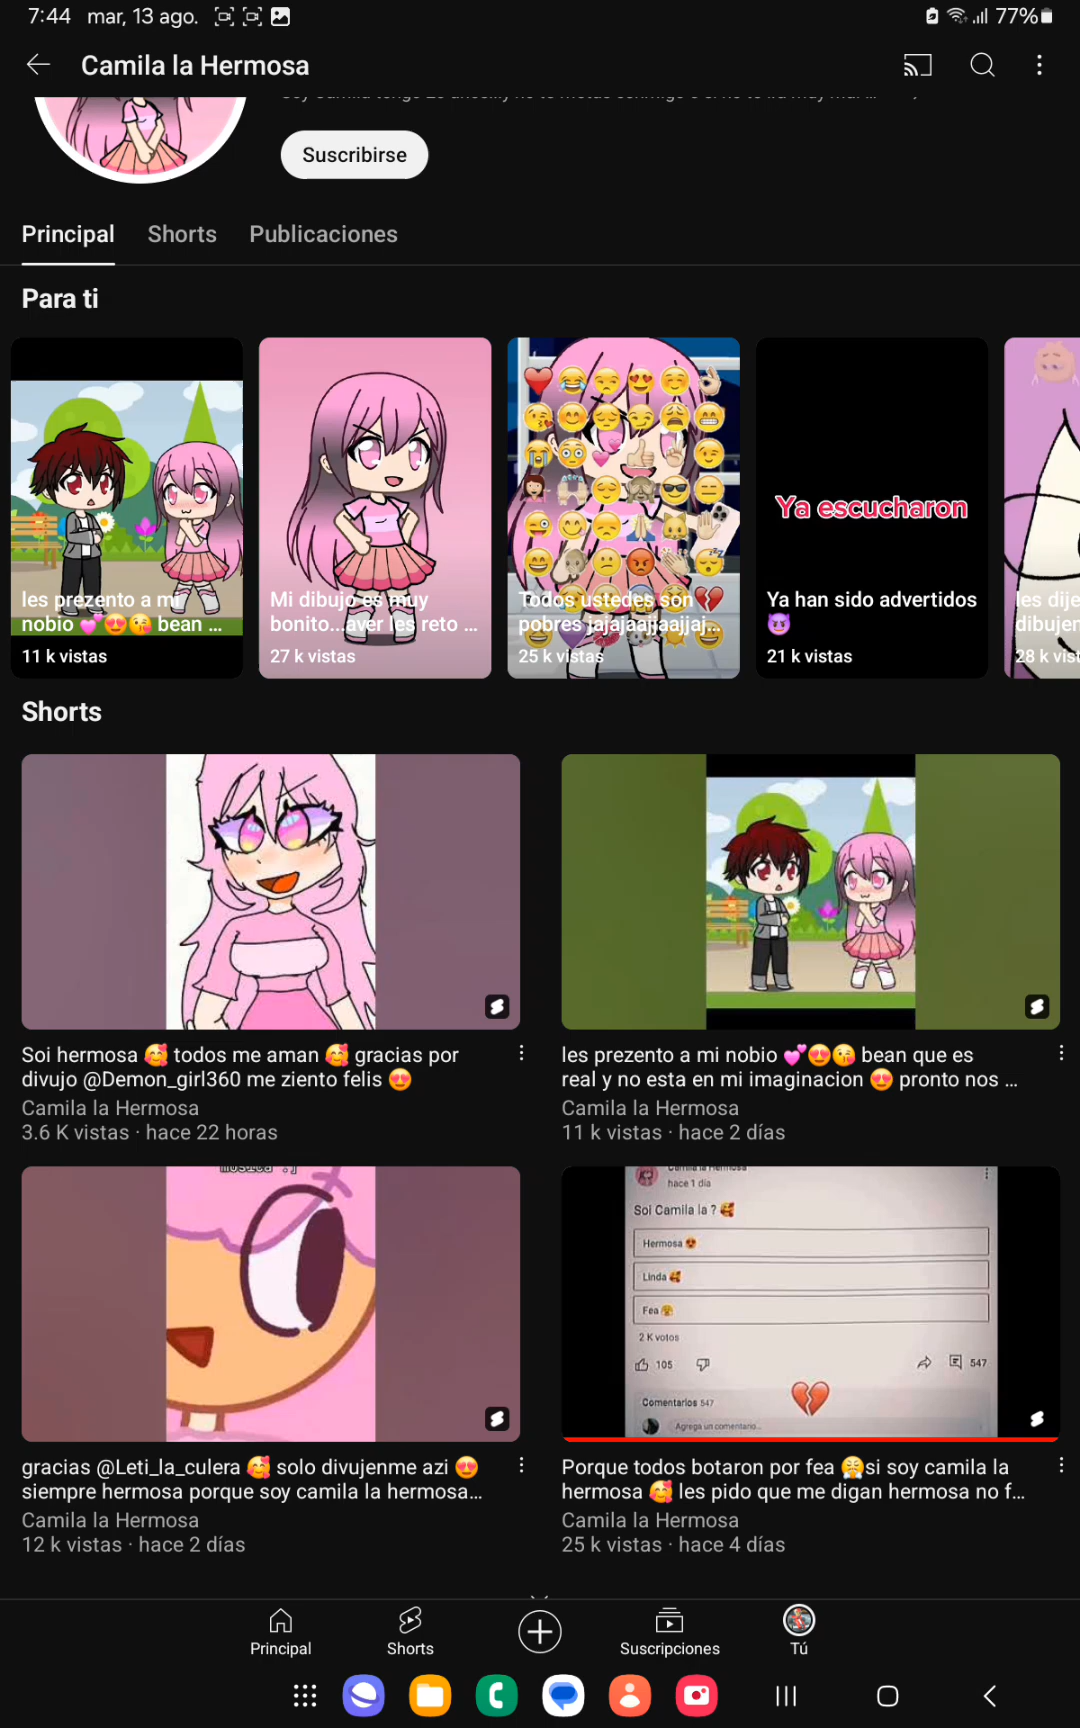 7:44 mar, 13 ago. 77%
Camila la Hermosa
Suscribirse
Principal Shorts Publicaciones
Para ti
les prezento a mi
nobio 💕😍😘 bean ...
11 k vistas
Mi dibujo es muy
bonito...aver les reto ...
27 k vistas
Todos ustedes son 💔
pobres jajajaajjaajjaj...
25 k vistas
Ya escucharon
Ya han sido advertidos
😈
21 k vistas
les dije
dibujen
28 k vist
Shorts
Soi hermosa 🥰 todos me aman 🥰 gracias por
divujo @Demon_girl360 me ziento felis 😍
Camila la Hermosa
3.6 K vistas · hace 22 horas
les prezento a mi nobio 💕😍😘 bean que es
real y no esta en mi imaginacion 😍 pronto nos ...
Camila la Hermosa
11 k vistas · hace 2 días
musica :]
gracias @Leti_la_culera 🥰 solo divujenme azi 😍
siempre hermosa porque soy camila la hermosa...
Camila la Hermosa
12 k vistas · hace 2 días
Camila la Hermosa
hace 1 día
Soi Camila la ? 🥰
Hermosa 😍
Linda 🥰
Fea 😤
2 K votos
105 547
Comentarios 547
Agrega un comentario...
Porque todos botaron por fea 😤si soy camila la
hermosa 🥰 les pido que me digan hermosa no f...
Camila la Hermosa
25 k vistas · hace 4 días
Principal Shorts Suscripciones Tú